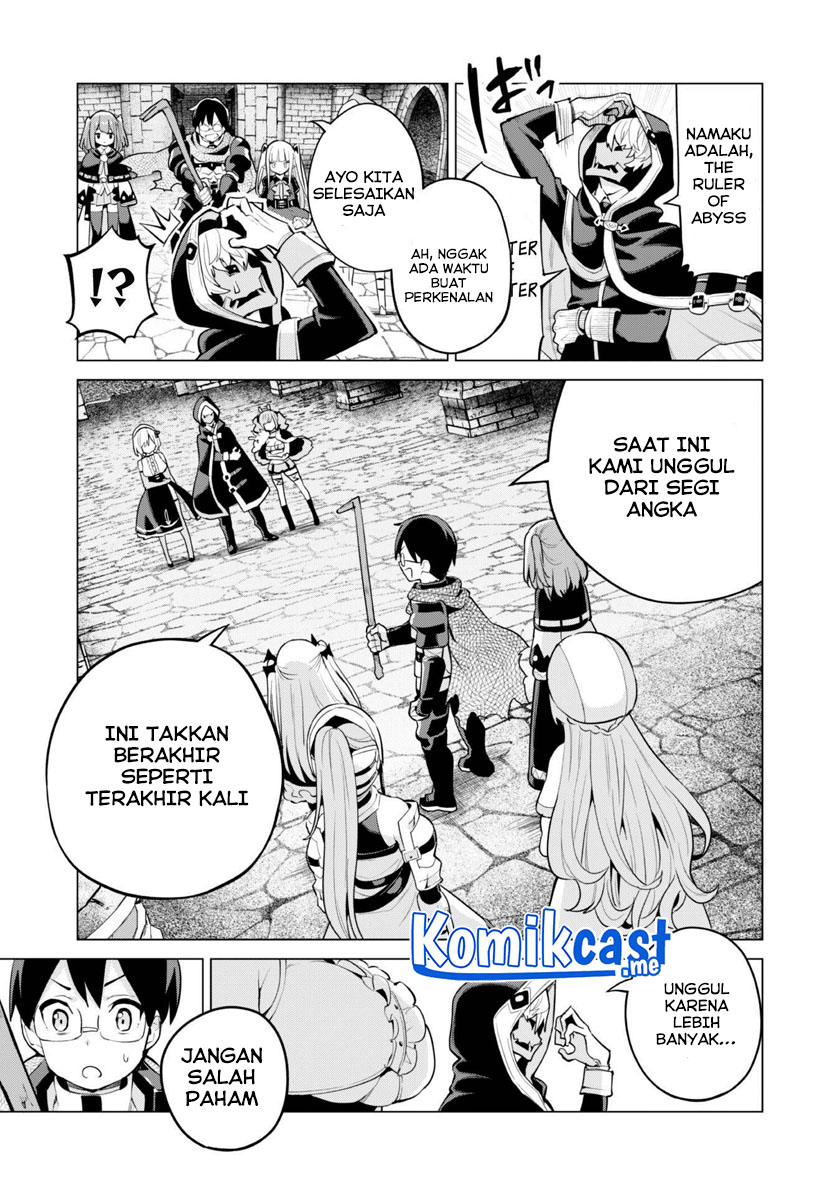 ばっ
NAMAKU
ADALAH,
THE
RULER
OF
ABYSS
AYO KITA
SELESAIKAN
SAJA
AH, NGGAK
ADA WAKTU
BUAT
PERKENALAN
!?
SAAT INI
KAMI UNGGUL
DARI SEGI
ANGKA
INI TAKKAN
BERAKHIR
SEPERTI
TERAKHIR KALI
Komikcast
.me
UNGGUL
KARENA
LEBIH
BANYAK...
JANGAN
SALAH
PAHAM